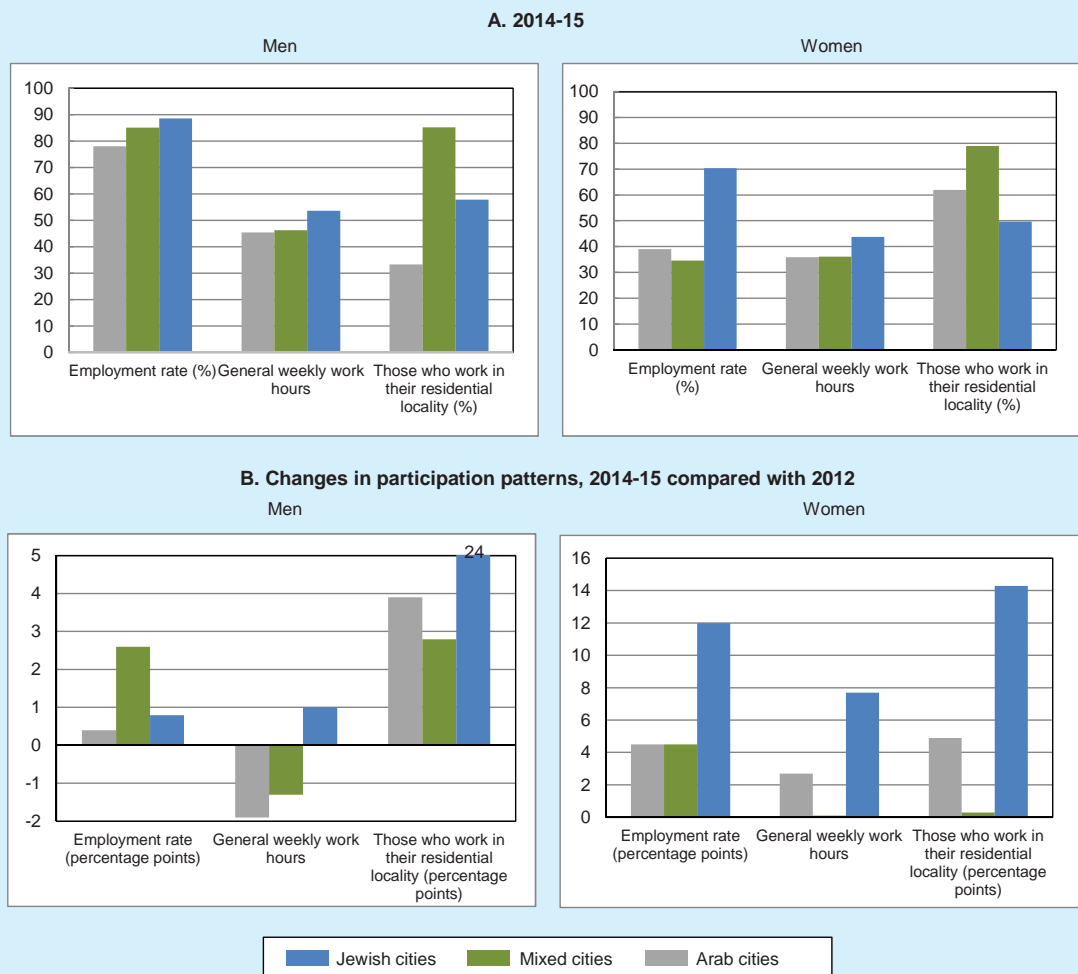 A. 2014-15
Men
100
90
80
70
60
50
40
30
20
10
0
Employment rate (%) General weekly work Those who work in
hours their residential
locality (%)
Women
100
90
80
70
60
50
40
30
20
10
0
Employment rate General weekly work Those who work in
(%) hours their residential
locality (%)
B. Changes in participation patterns, 2014-15 compared with 2012
Men
24
5
4
3
2
1
0
-1
-2
Employment rate General weekly work Those who work in
(percentage points) hours their residential
locality (percentage
points)
Women
16
14
12
10
8
6
4
2
0
Employment rate General weekly work Those who work in
(percentage points) hours their residential
locality (percentage
points)
Jewish cities Mixed cities Arab cities